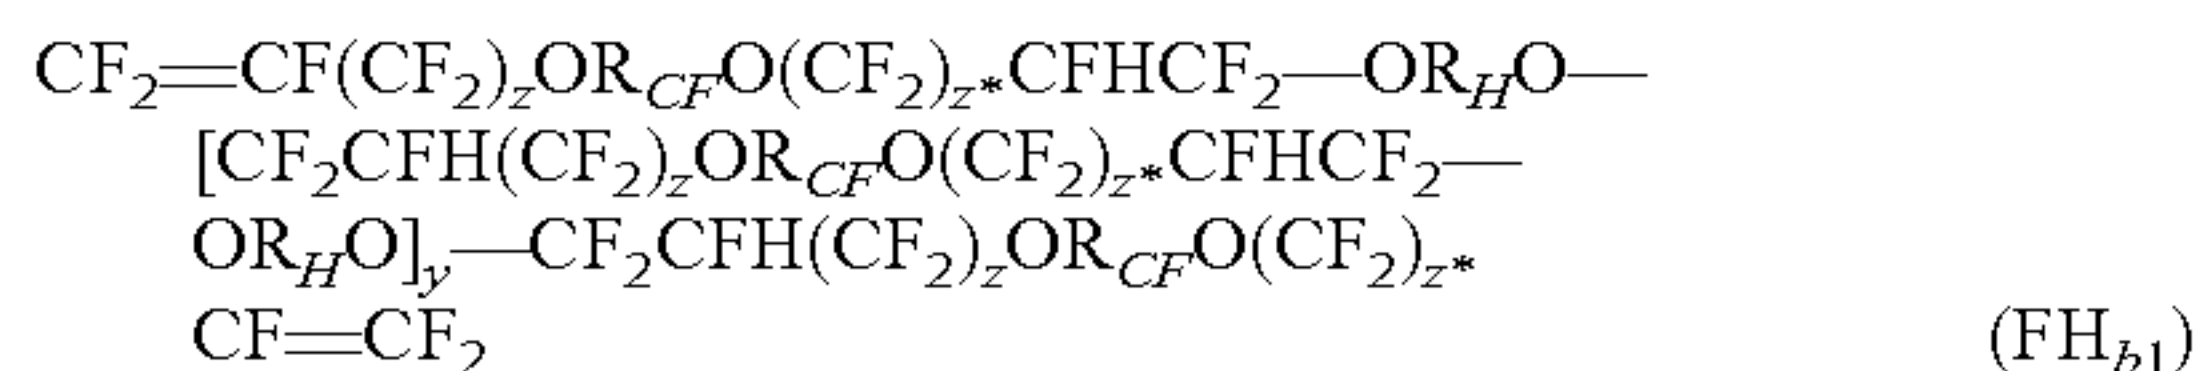 CF₂═CF(CF₂)zORCFO(CF₂)z*CFHCF₂—ORHO—
[CF₂CFH(CF₂)zORCFO(CF₂)z*CFHCF₂—
ORHO]y—CF₂CFH(CF₂)zORCFO(CF₂)z*
CF═CF₂ (FHb1)